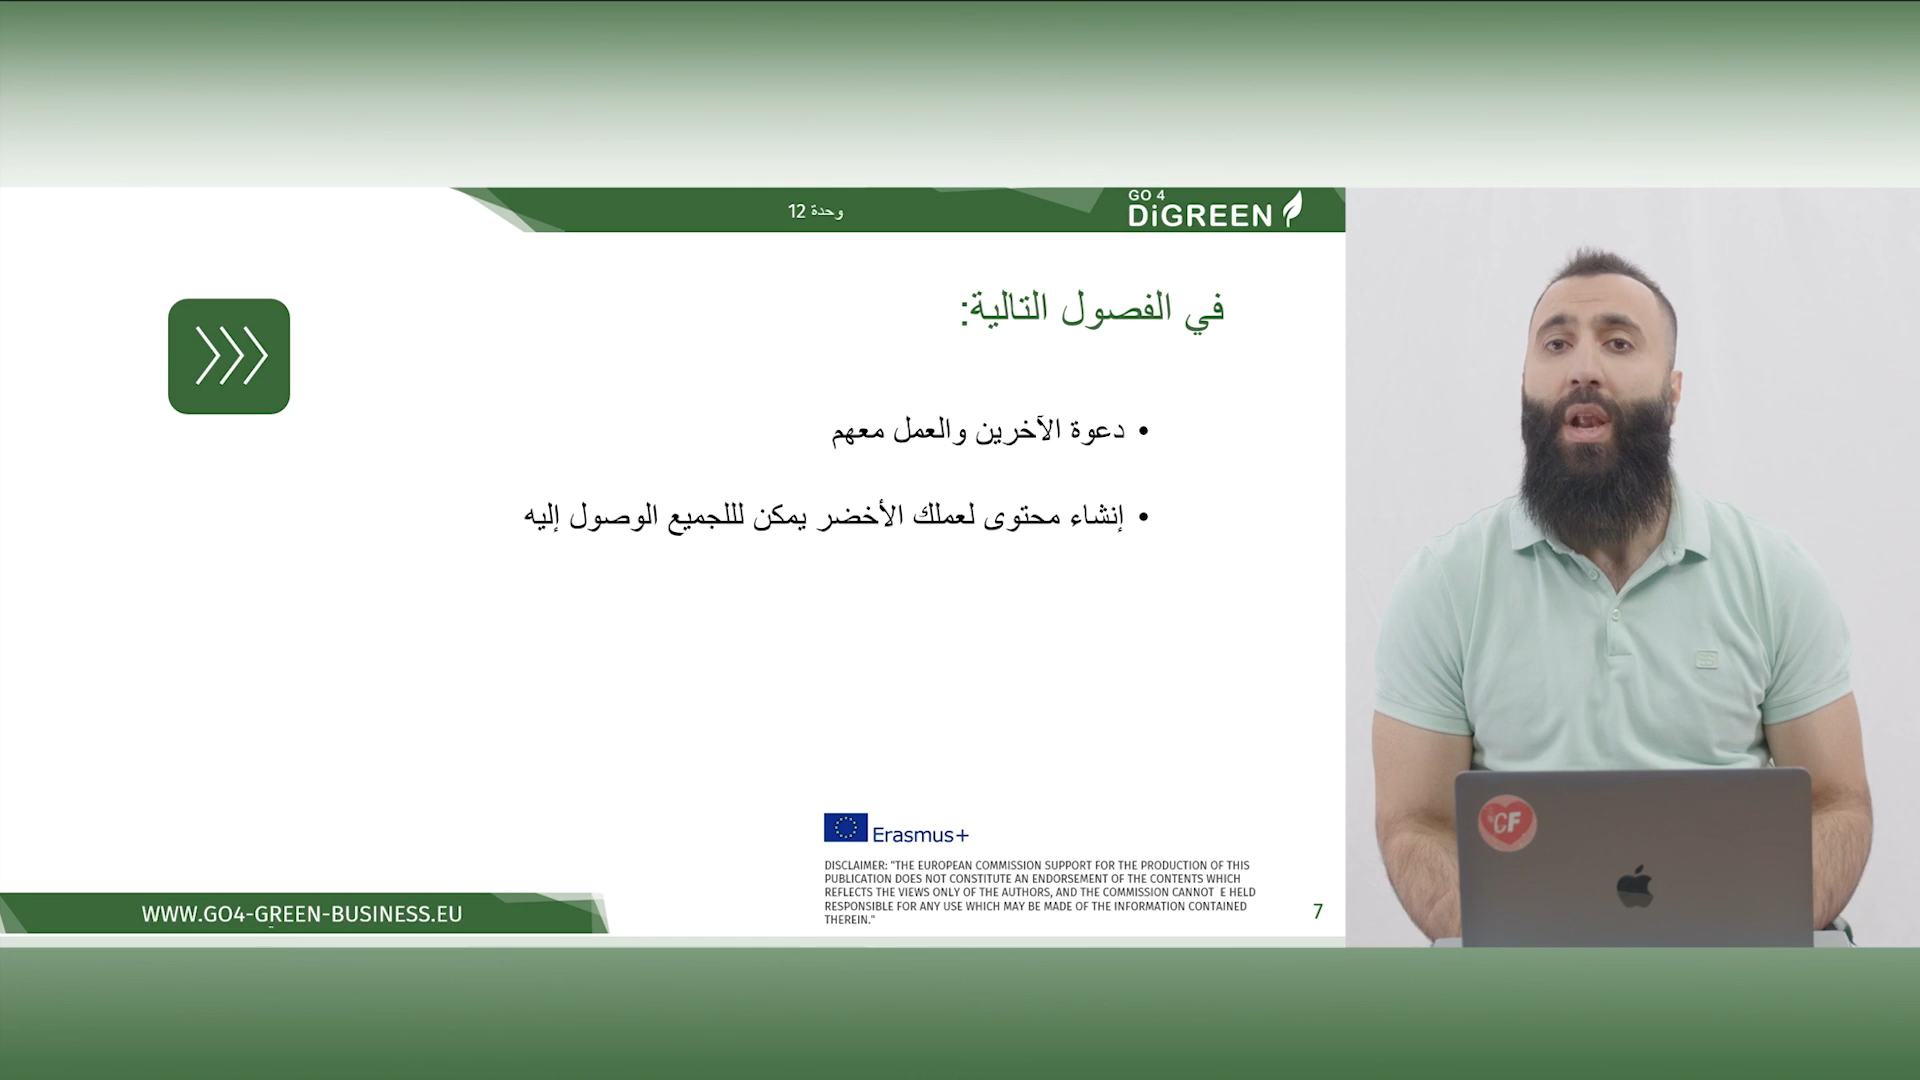 وحدة 12
GO 4
DiGREEN
في الفصول التالية:
• دعوة الآخرين والعمل معهم
• إنشاء محتوى لعملك الأخضر يمكن لللجميع الوصول إليه
Erasmus+
DISCLAIMER: "THE EUROPEAN COMMISSION SUPPORT FOR THE PRODUCTION OF THIS
PUBLICATION DOES NOT CONSTITUTE AN ENDORSEMENT OF THE CONTENTS WHICH
REFLECTS THE VIEWS ONLY OF THE AUTHORS, AND THE COMMISSION CANNOT E HELD
RESPONSIBLE FOR ANY USE WHICH MAY BE MADE OF THE INFORMATION CONTAINED
THEREIN."
WWW.GO4-GREEN-BUSINESS.EU
7
CF